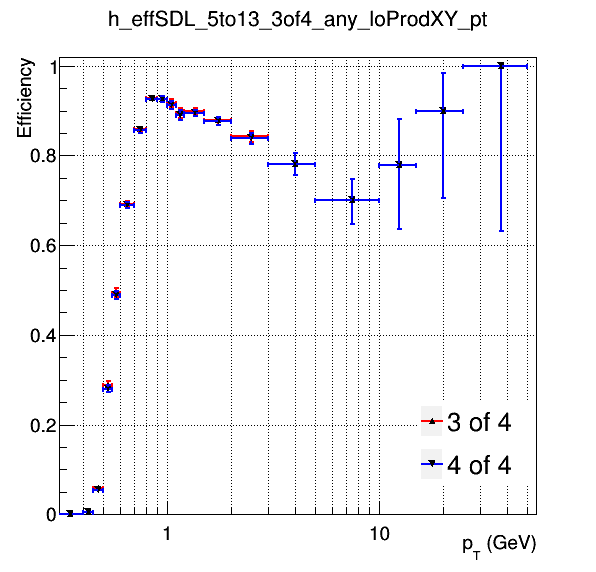 h_effSDL_5to13_3of4_any_loProdXY_pt
Efficiency
1
0.8
0.6
0.4
0.2
0
3 of 4
4 of 4
1
10
p_T (GeV)